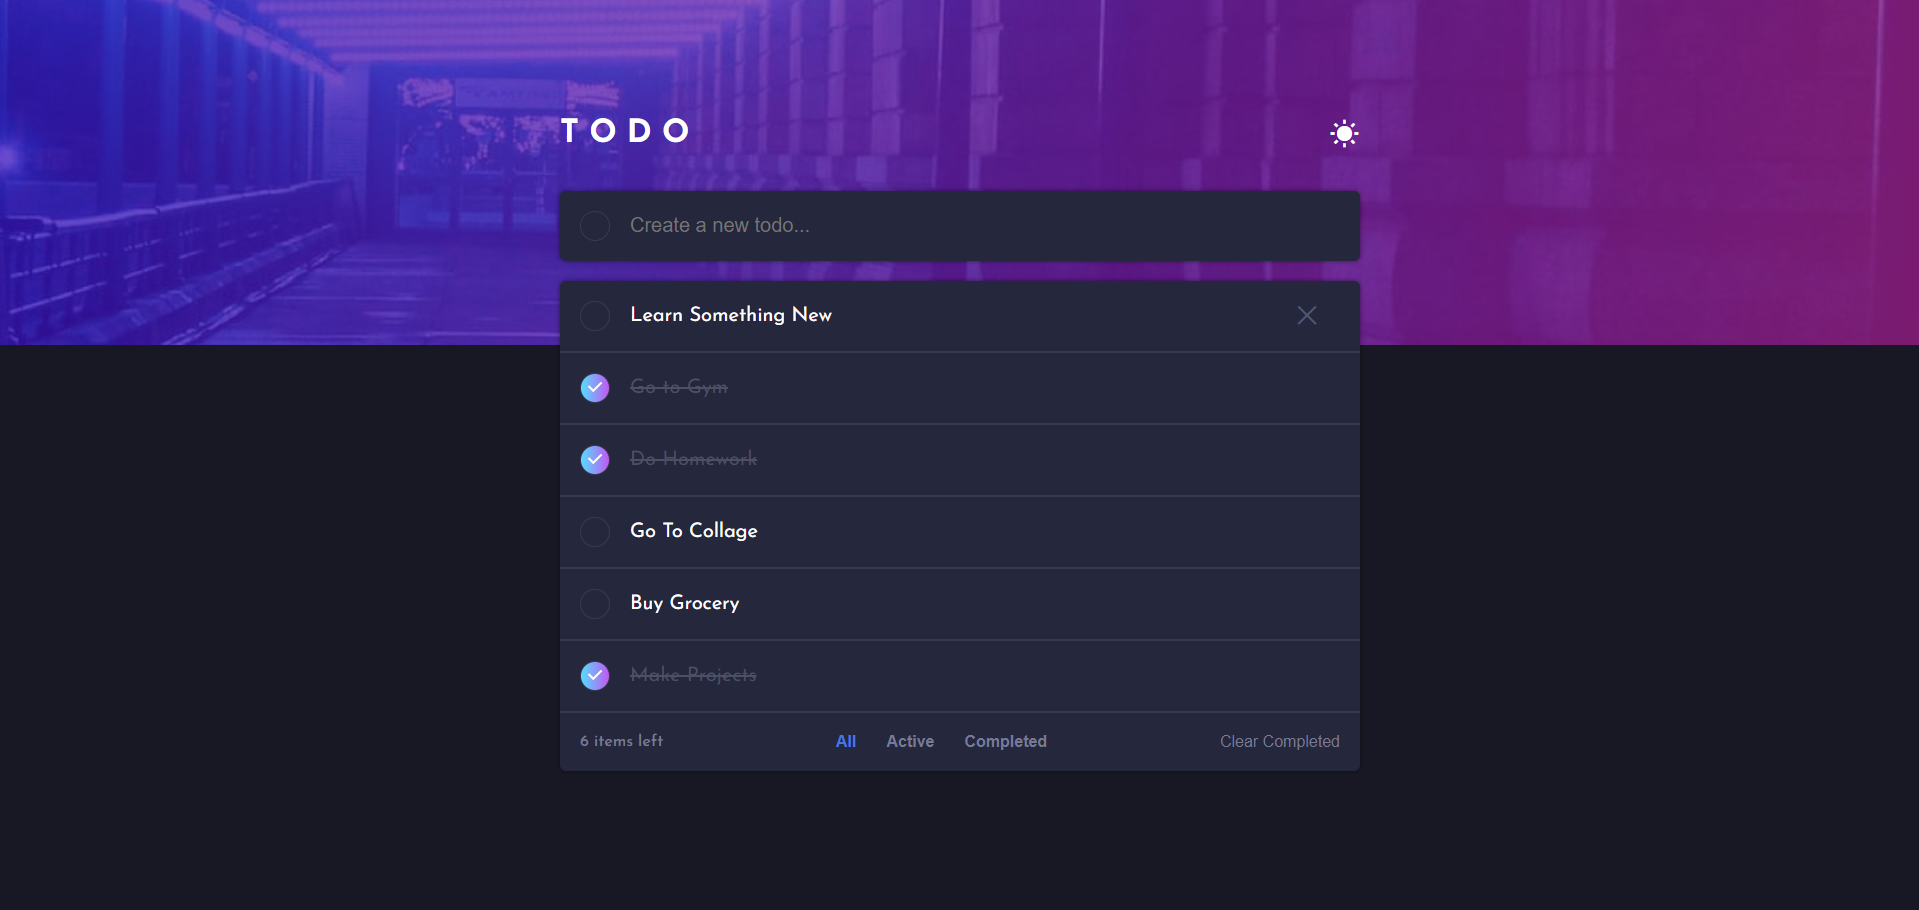 TODO
Create a new todo...
Learn Something New
Go to Gym
Do Homework
Go To Collage
Buy Grocery
Make Projects
6 items left All Active Completed Clear Completed